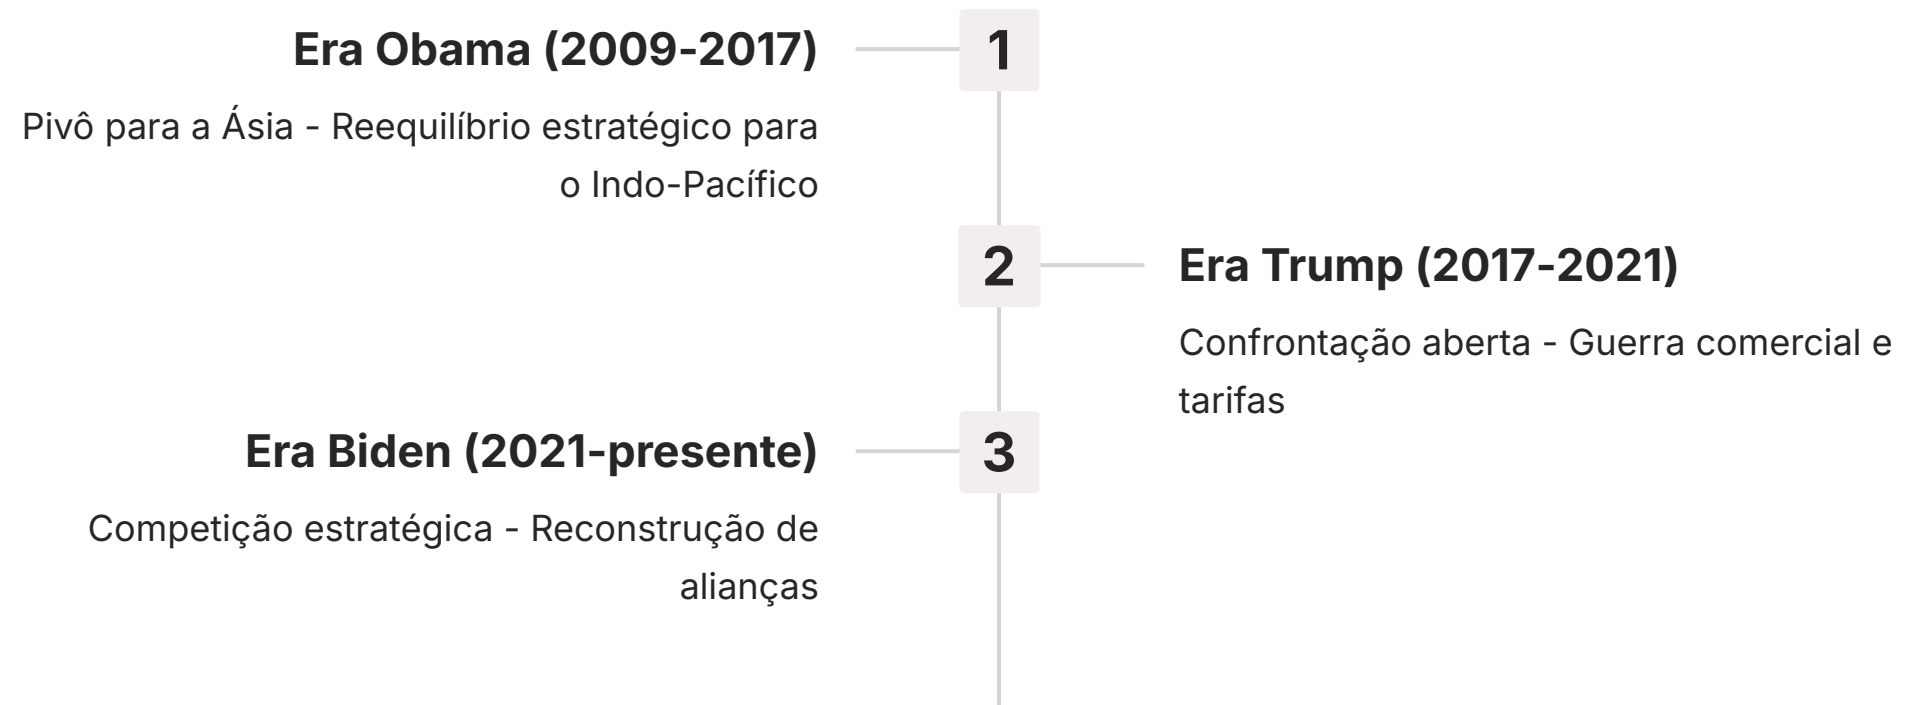 Era Obama (2009-2017)
1
Pivô para a Ásia - Reequilíbrio estratégico para
o Indo-Pacífico
2
Era Trump (2017-2021)
Confrontação aberta - Guerra comercial e
tarifas
Era Biden (2021-presente)
3
Competição estratégica - Reconstrução de
alianças